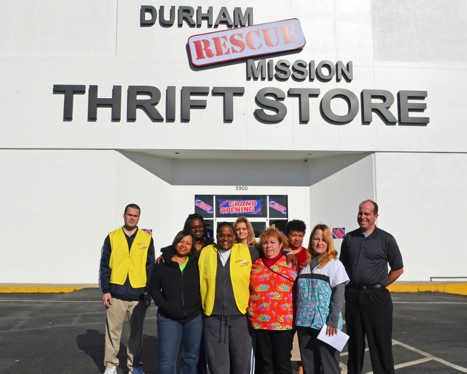 DURHAM
RESCUE
MISSION
THRIFT STORE
3900
GRAND
OPENING